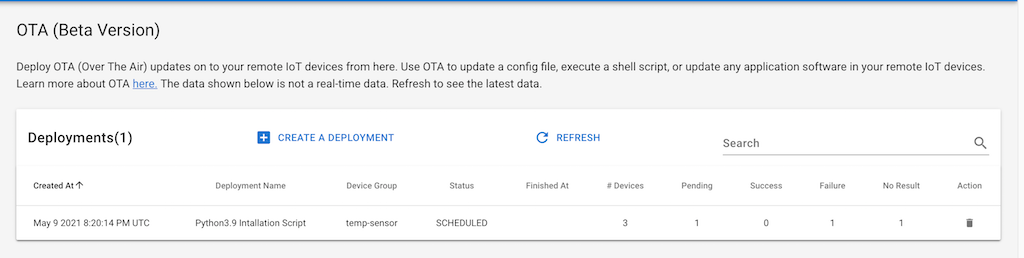 OTA (Beta Version)
Deploy OTA (Over The Air) updates on to your remote IoT devices from here. Use OTA to update a config file, execute a shell script, or update any application software in your remote IoT devices.
Learn more about OTA here. The data shown below is not a real-time data. Refresh to see the latest data.
Deployments(1) CREATE A DEPLOYMENT REFRESH Search
Created At Deployment Name Device Group Status Finished At # Devices Pending Success Failure No Result Action
May 9 2021 8:20:14 PM UTC Python3.9 Intallation Script temp-sensor SCHEDULED 3 1 0 1 1